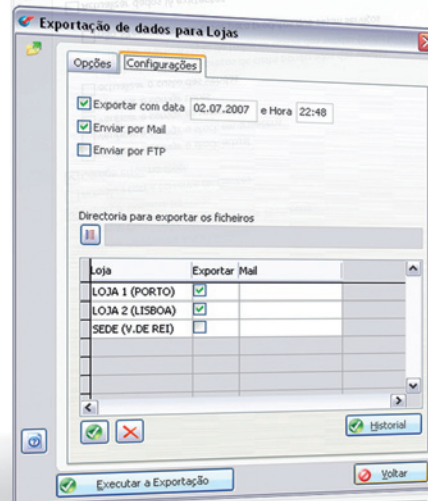 Exportação de dados para Lojas
Opções Configurações
Exportar com data 02.07.2007 e Hora 22:48
Enviar por Mail
Enviar por FTP
Directoria para exportar os ficheiros
Loja Exportar Mail
LOJA 1 (PORTO)
LOJA 2 (LISBOA)
SEDE (V.DE REI)
Historial
Executar a Exportação Voltar